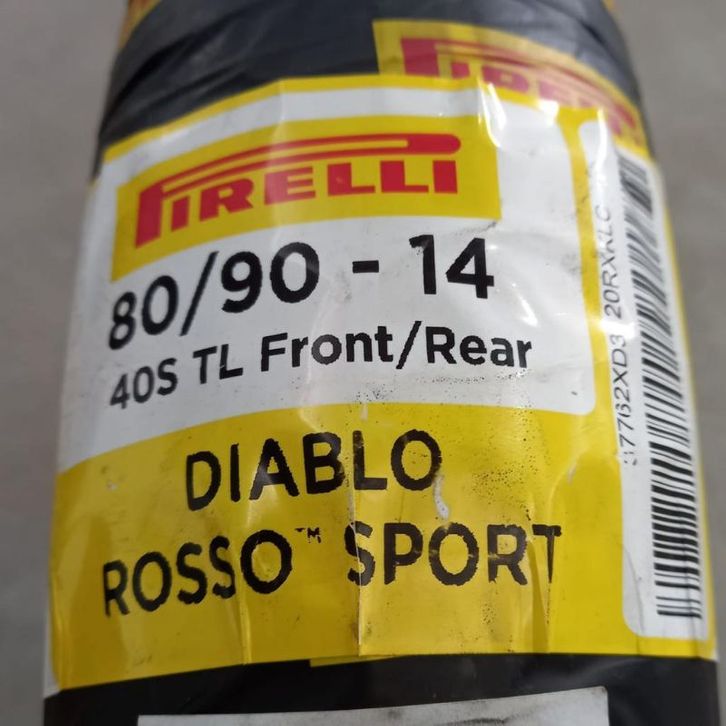 PIRELLI
PIRELLI
80/90 - 14
40S TL Front/Rear
DIABLO
ROSSO™ SPORT